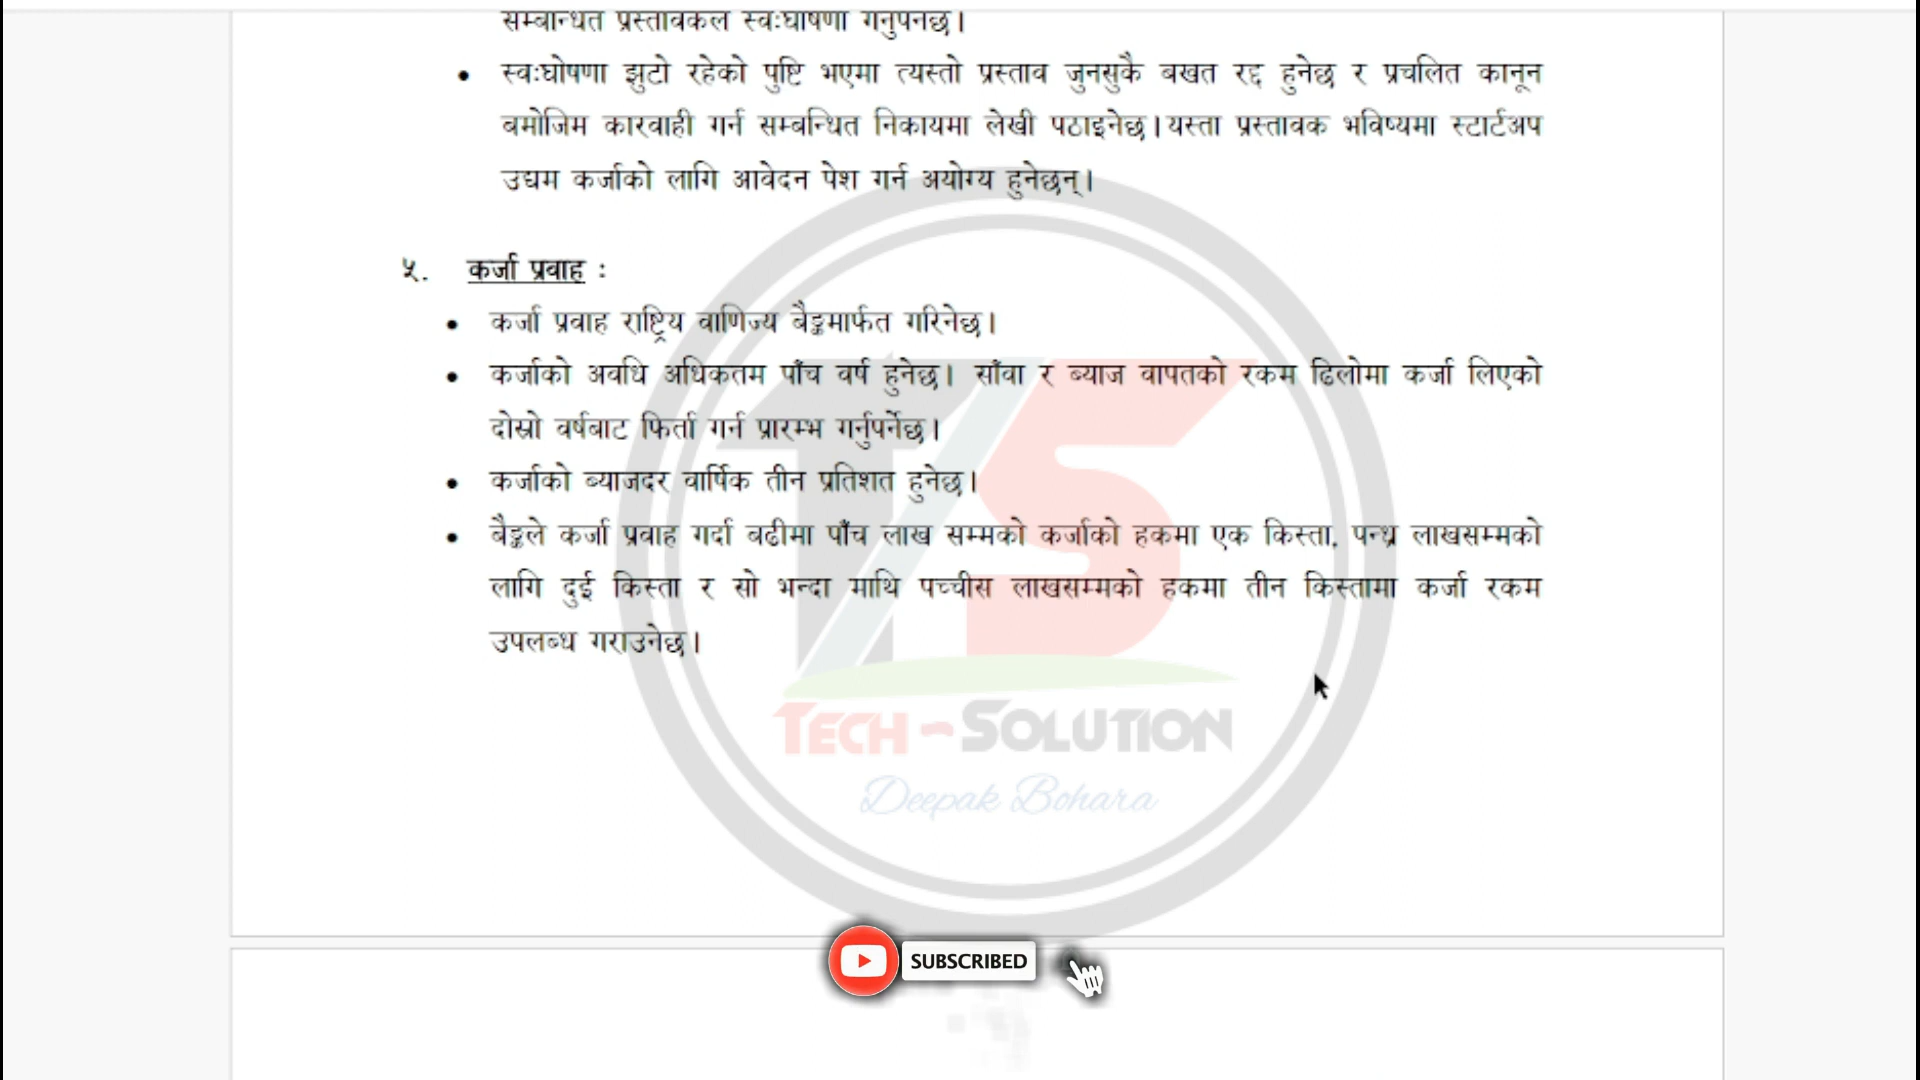 सम्बन्धित प्रस्तावकले स्वःघोषणा गर्नुपर्नेछ।
• स्वःघोषणा झुटो रहेको पुष्टि भएमा त्यस्तो प्रस्ताव जुनसुकै बखत रद्द हुनेछ र प्रचलित कानून
बमोजिम कारवाही गर्न सम्बन्धित निकायमा लेखी पठाइनेछ।यस्ता प्रस्तावक भविष्यमा स्टार्टअप
उद्यम कर्जाको लागि आवेदन पेश गर्न अयोग्य हुनेछन्।
५. कर्जा प्रवाह :
• कर्जा प्रवाह राष्ट्रिय वाणिज्य बैङ्कमार्फत गरिनेछ।
• कर्जाको अवधि अधिकतम पाँच वर्ष हुनेछ। साँवा र ब्याज वापतको रकम ढिलोमा कर्जा लिएको
दोस्रो वर्षबाट फिर्ता गर्न प्रारम्भ गर्नुपर्नेछ।
• कर्जाको ब्याजदर वार्षिक तीन प्रतिशत हुनेछ।
• बैङ्कले कर्जा प्रवाह गर्दा बढीमा पाँच लाख सम्मको कर्जाको हकमा एक किस्ता, पन्ध्र लाखसम्मको
लागि दुई किस्ता र सो भन्दा माथि पच्चीस लाखसम्मको हकमा तीन किस्तामा कर्जा रकम
उपलब्ध गराउनेछ।
TS
TECH-SOLUTION
Deepak Bohara
SUBSCRIBED